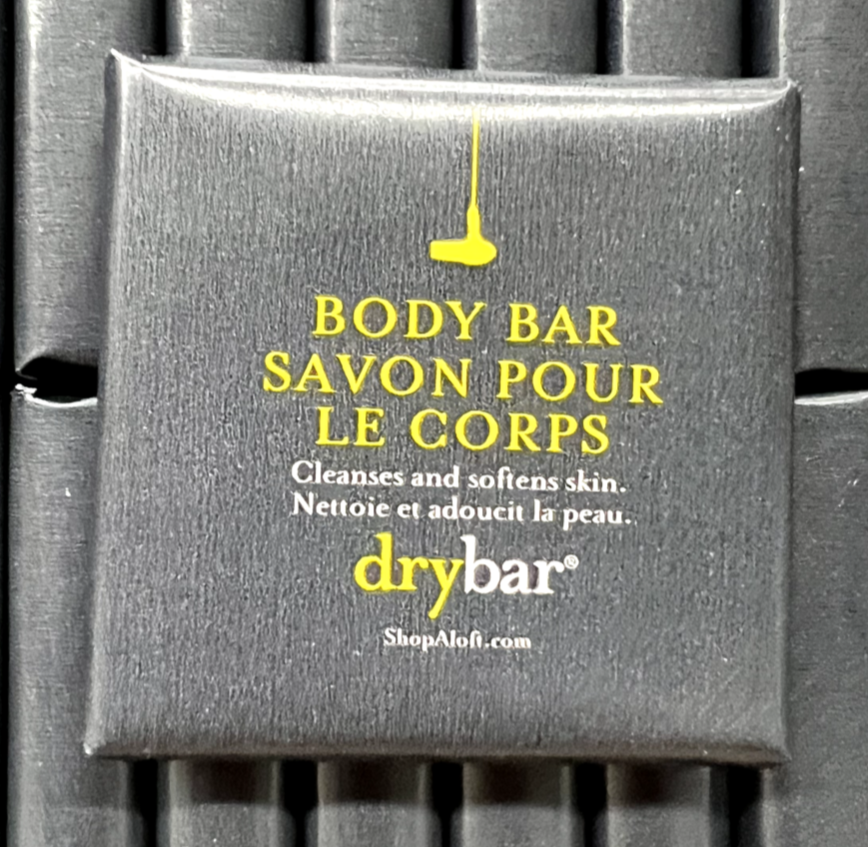 BODY BAR
SAVON POUR
LE CORPS
Cleanses and softens skin.
Nettoie et adoucit la peau.
drybar®
ShopAloft.com